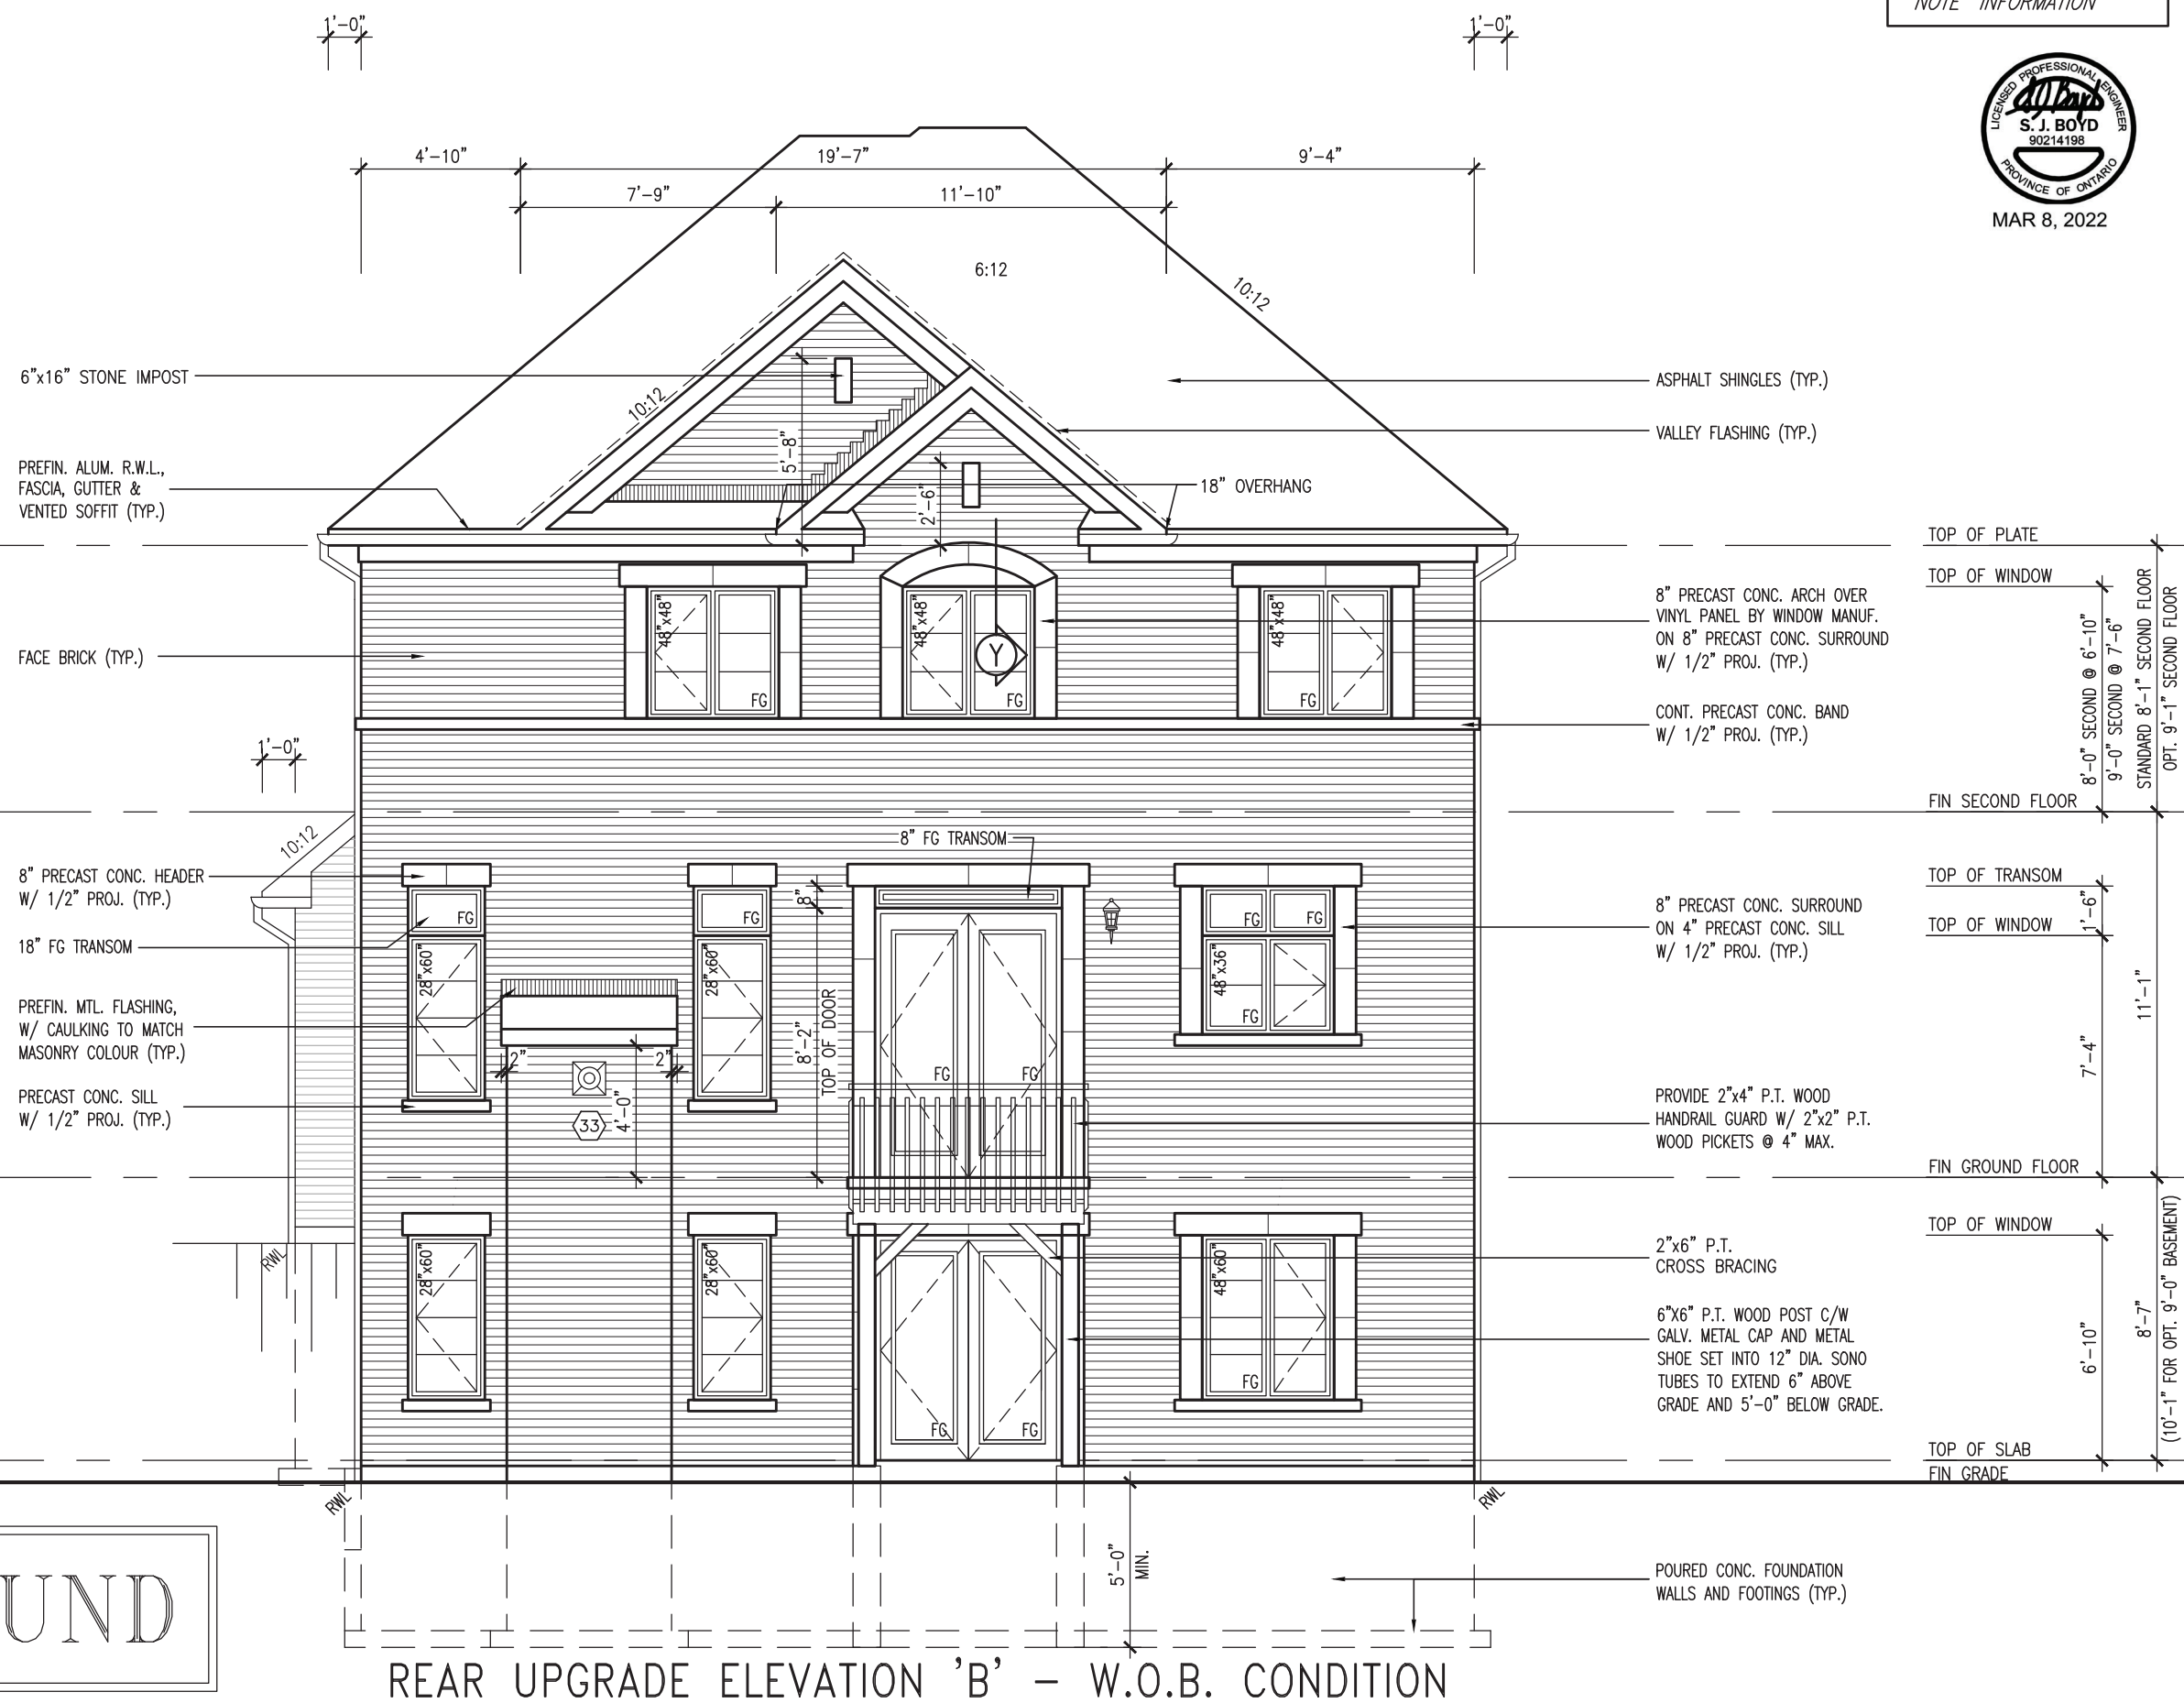 NOTE INFORMATION
LICENSED PROFESSIONAL ENGINEER
S. J. BOYD
90214198
PROVINCE OF ONTARIO
MAR 8, 2022
1'-0"
1'-0"
4'-10"
19'-7"
9'-4"
7'-9"
11'-10"
6:12
10:12
10:12
5'-8"
2'-6"
18" OVERHANG
6"x16" STONE IMPOST
PREFIN. ALUM. R.W.L.,
FASCIA, GUTTER &
VENTED SOFFIT (TYP.)
FACE BRICK (TYP.)
1'-0"
10:12
8" PRECAST CONC. HEADER
W/ 1/2" PROJ. (TYP.)
18" FG TRANSOM
PREFIN. MTL. FLASHING,
W/ CAULKING TO MATCH
MASONRY COLOUR (TYP.)
PRECAST CONC. SILL
W/ 1/2" PROJ. (TYP.)
48"x48"
FG
48"x48"
FG
Y
48"x48"
FG
8" FG TRANSOM
FG
28"x60"
FG
28"x60"
8"
8'-2"
TOP OF DOOR
FG
FG
FG
FG
48"x36"
FG
2"
2"
33
4'-0"
28"x60"
28"x60"
FG
FG
48"x60"
FG
RWL
RWL
RWL
5'-0"
MIN.
ASPHALT SHINGLES (TYP.)
VALLEY FLASHING (TYP.)
8" PRECAST CONC. ARCH OVER
VINYL PANEL BY WINDOW MANUF.
ON 8" PRECAST CONC. SURROUND
W/ 1/2" PROJ. (TYP.)
CONT. PRECAST CONC. BAND
W/ 1/2" PROJ. (TYP.)
8" PRECAST CONC. SURROUND
ON 4" PRECAST CONC. SILL
W/ 1/2" PROJ. (TYP.)
PROVIDE 2"x4" P.T. WOOD
HANDRAIL GUARD W/ 2"x2" P.T.
WOOD PICKETS @ 4" MAX.
2"x6" P.T.
CROSS BRACING
6"X6" P.T. WOOD POST C/W
GALV. METAL CAP AND METAL
SHOE SET INTO 12" DIA. SONO
TUBES TO EXTEND 6" ABOVE
GRADE AND 5'-0" BELOW GRADE.
POURED CONC. FOUNDATION
WALLS AND FOOTINGS (TYP.)
TOP OF PLATE
TOP OF WINDOW
8'-0" SECOND @ 6'-10"
9'-0" SECOND @ 7'-6"
STANDARD 8'-1" SECOND FLOOR
OPT. 9'-1" SECOND FLOOR
FIN SECOND FLOOR
TOP OF TRANSOM
1'-6"
TOP OF WINDOW
11'-1"
7'-4"
FIN GROUND FLOOR
TOP OF WINDOW
6'-10"
8'-7"
(10'-1" FOR OPT. 9'-0" BASEMENT)
TOP OF SLAB
FIN GRADE
UND
REAR UPGRADE ELEVATION 'B' - W.O.B. CONDITION